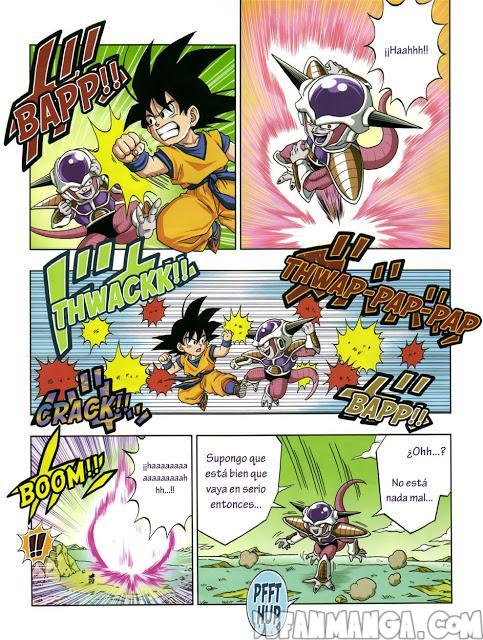 BAPP!!
¡¡Haahhh!!
THWACKK!!
THWAP-PAP-PAP
CRACK!!
BAPP!!
BOOM!!!
!!
¡¡haaaaaaaa
aaaaaaaaaah
hh...!!
Supongo que
está bien que
vaya en serio
entonces...
¿Ohh...?
No está
nada mal...
PFFT
HUP
FANMANGA.COM